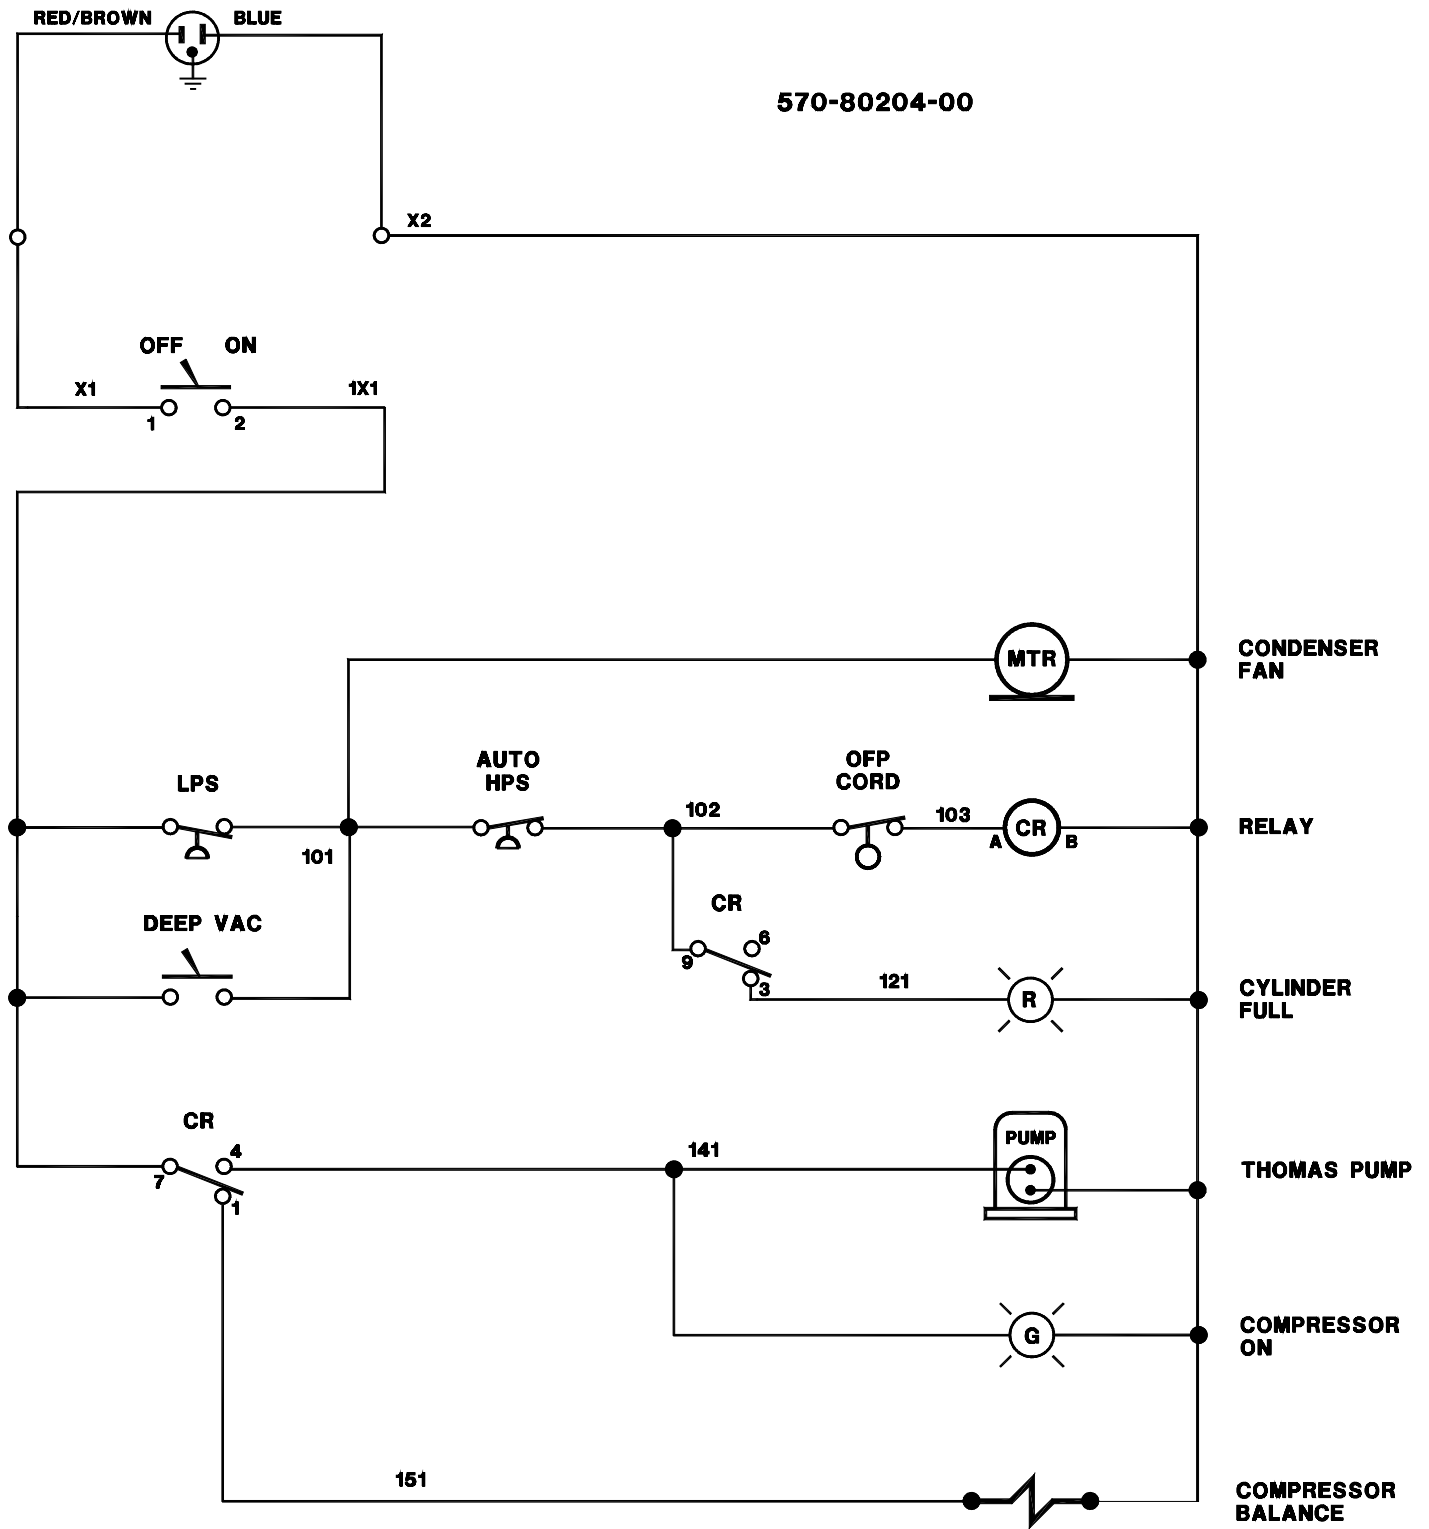 RED/BROWN
BLUE
570-80204-00
X2
OFF ON
X1
1X1
1
2
MTR
CONDENSER
FAN
LPS
AUTO
HPS
OFP
CORD
101
102
103
A
CR
B
RELAY
DEEP VAC
CR
9
6
3
121
R
CYLINDER
FULL
CR
7
4
1
141
PUMP
THOMAS PUMP
G
COMPRESSOR
ON
151
COMPRESSOR
BALANCE